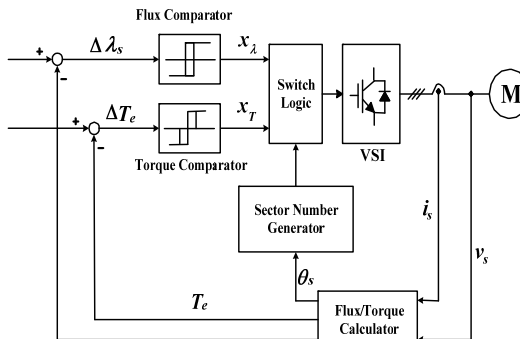 Flux Comparator
+
Δλs
xλ
-
Switch
Logic
VSI
M
+
ΔTe
xT
-
Torque Comparator
Sector Number
Generator
is
vs
θs
Te
Flux/Torque
Calculator